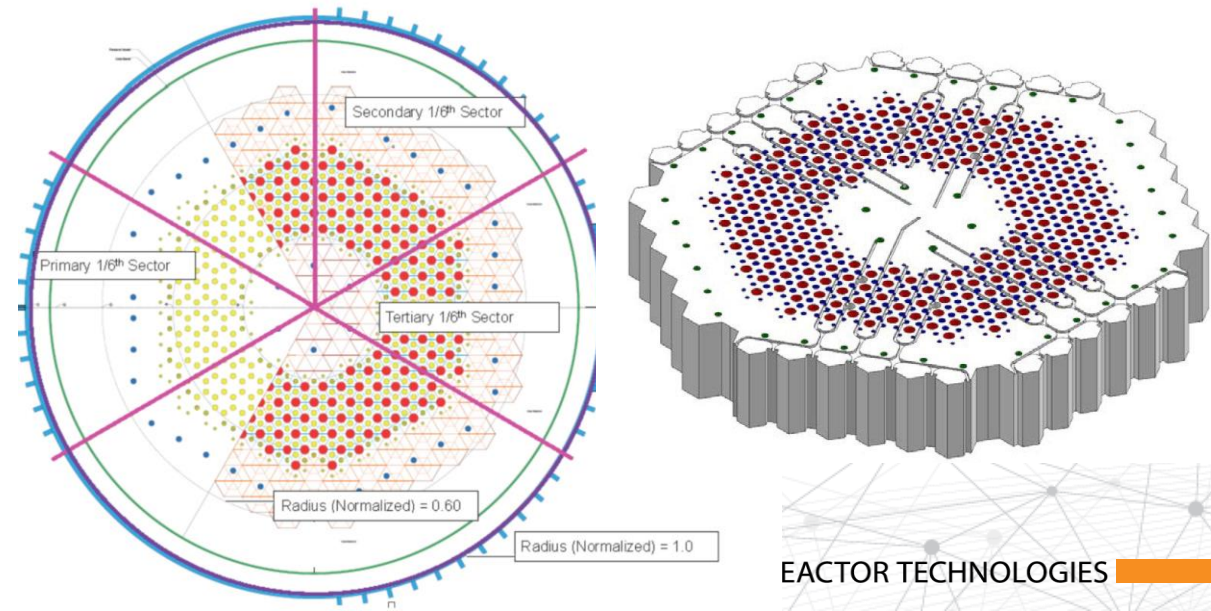 Secondary 1/6th Sector
Primary 1/6th Sector
Tertiary 1/6th Sector
Radius (Normalized) = 0.60
Radius (Normalized) = 1.0
EACTOR TECHNOLOGIES